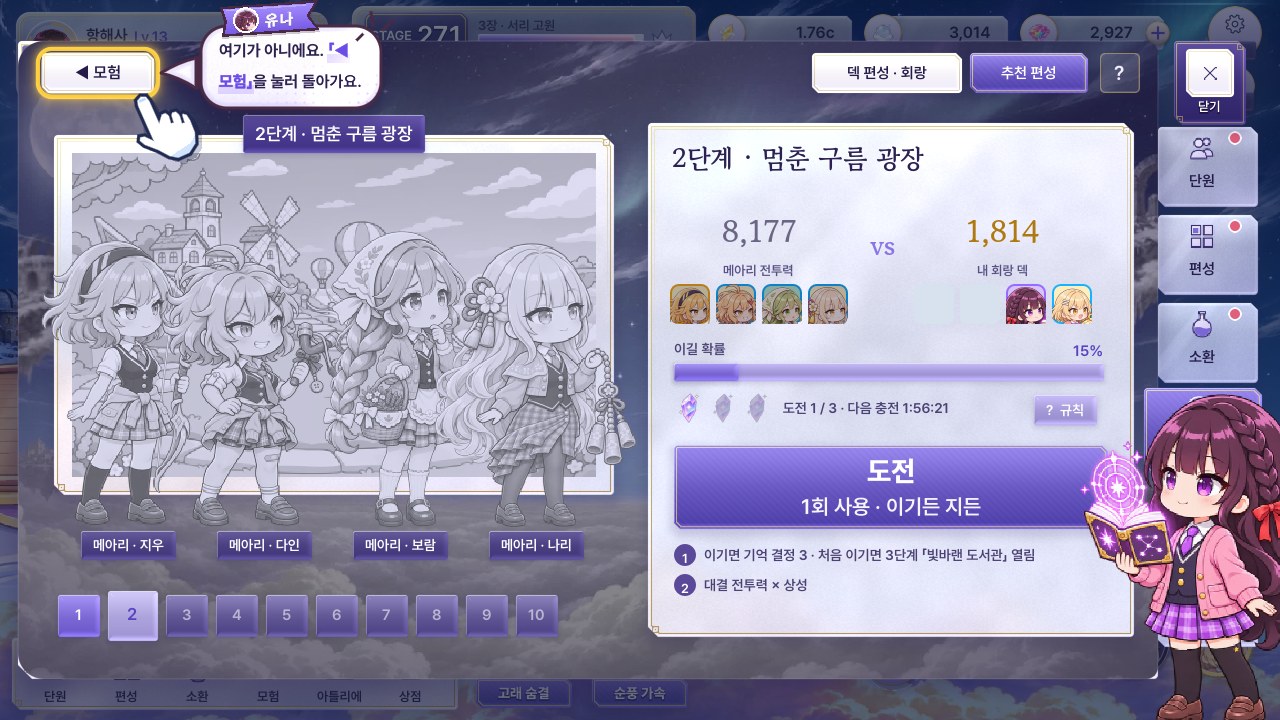 항해사 Lv.13
STAGE 271
3장 · 서리 고원
1.76c
3,014
2,927
유나
여기가 아니에요. 「◀
모험」을 눌러 돌아가요.
◀ 모험
덱 편성 · 회랑
추천 편성
?
닫기
2단계 · 멈춘 구름 광장
2단계 · 멈춘 구름 광장
8,177
VS
1,814
메아리 전투력
내 회랑 덱
이길 확률
15%
도전 1 / 3 · 다음 충전 1:56:21
? 규칙
도전
1회 사용 · 이기든 지든
1 이기면 기억 결정 3 · 처음 이기면 3단계 「빛바랜 도서관」 열림
2 대결 전투력 × 상성
메아리 · 지우
메아리 · 다인
메아리 · 보람
메아리 · 나리
1
2
3
4
5
6
7
8
9
10
단원
편성
소환
단원
편성
소환
모험
아틀리에
상점
고래 숨결
순풍 가속